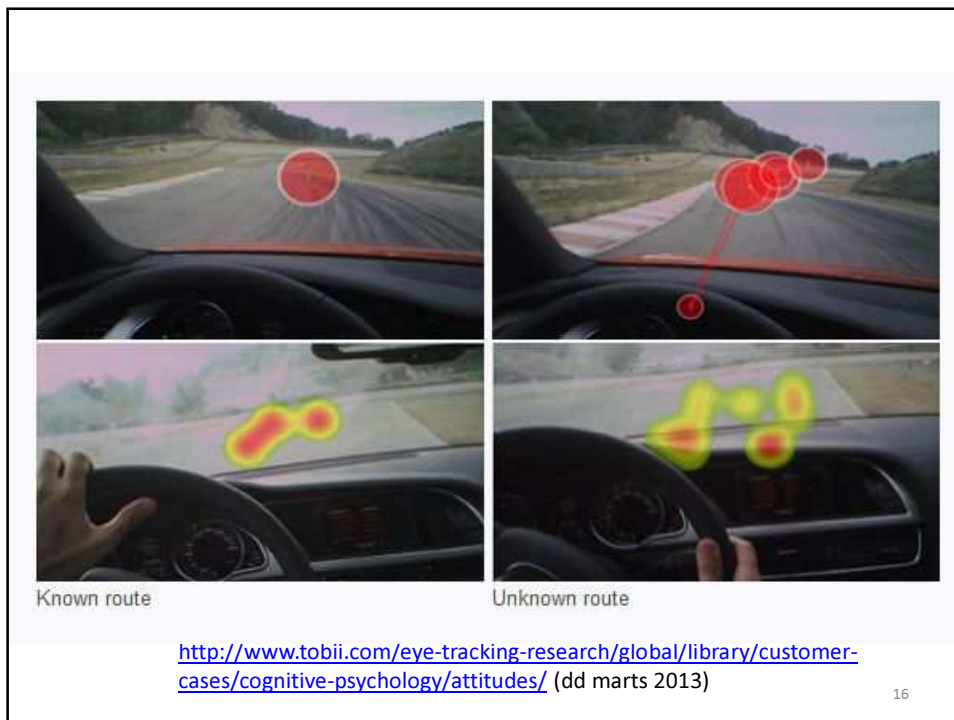 Known route
Unknown route
http://www.tobii.com/eye-tracking-research/global/library/customer-
cases/cognitive-psychology/attitudes/ (dd marts 2013)
16